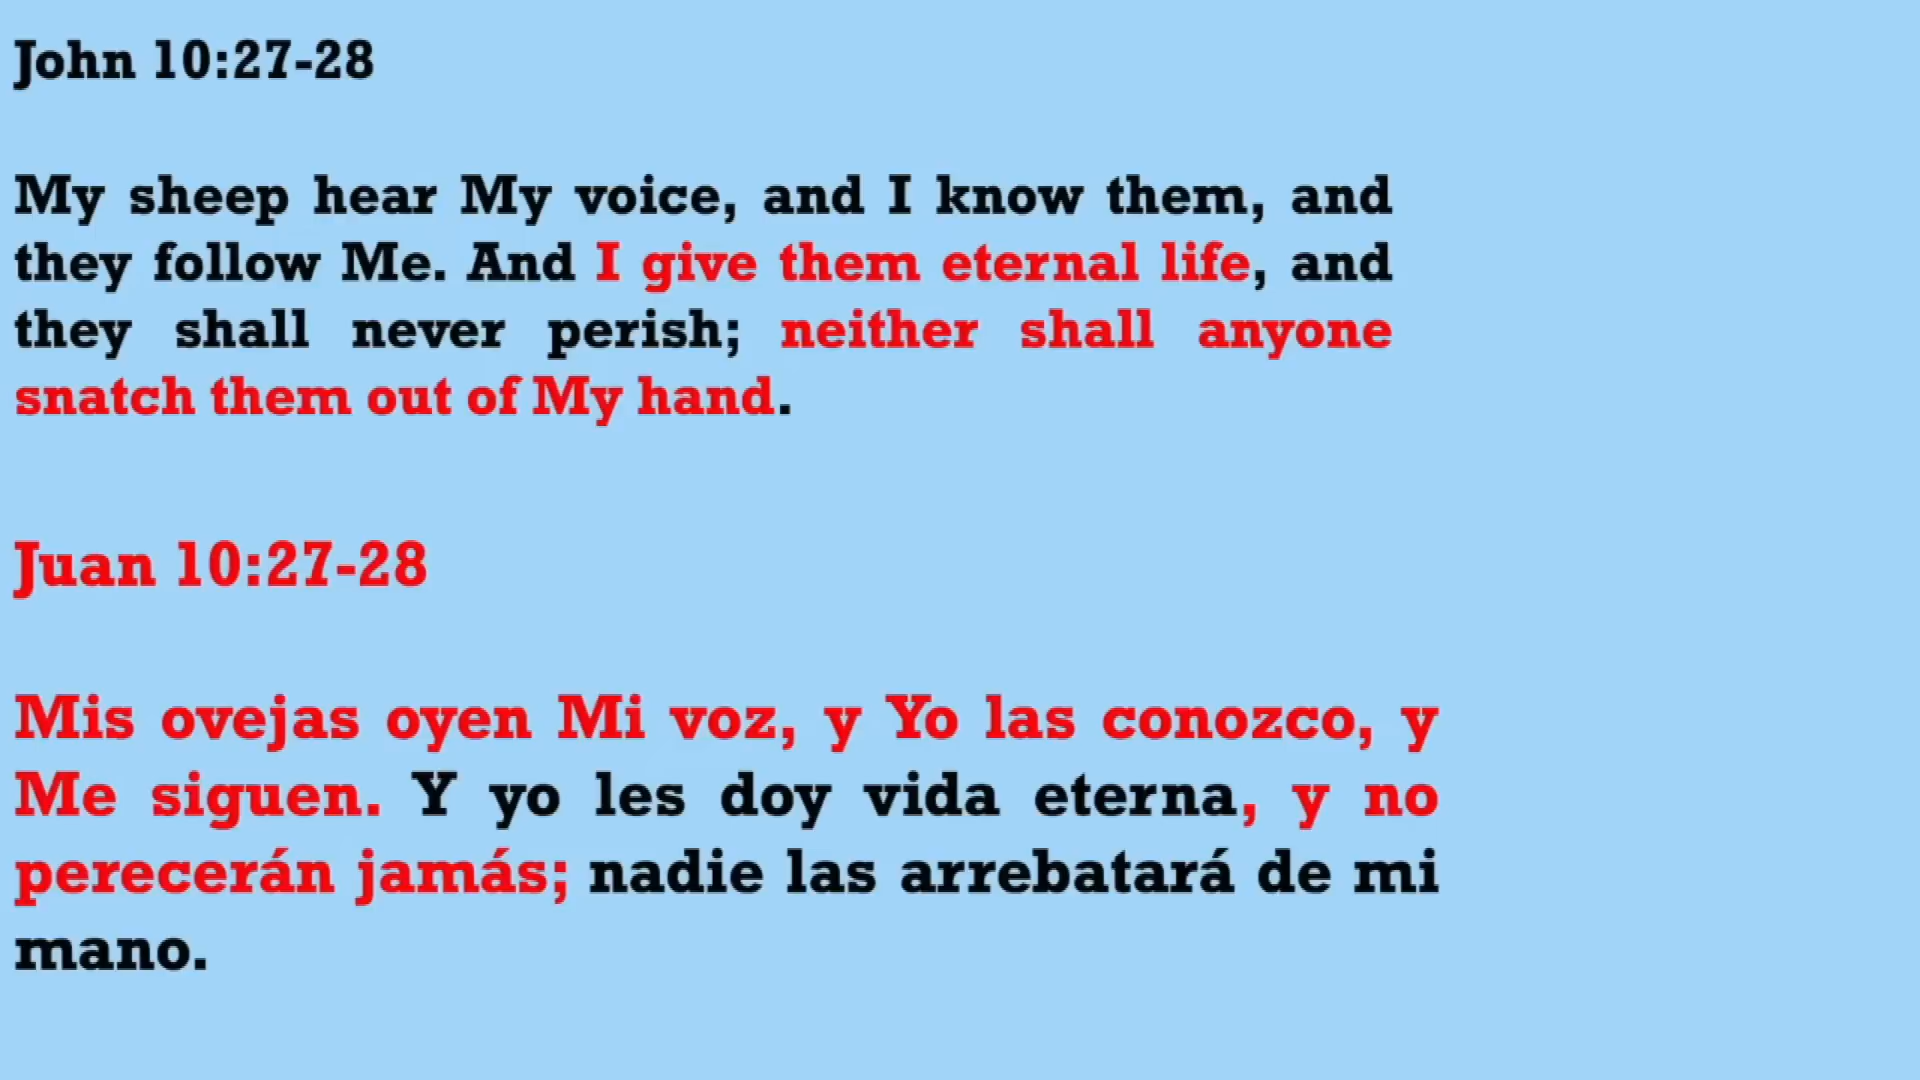 John 10:27-28
My sheep hear My voice, and I know them, and
they follow Me. And I give them eternal life, and
they shall never perish; neither shall anyone
snatch them out of My hand.
Juan 10:27-28
Mis ovejas oyen Mi voz, y Yo las conozco, y
Me siguen. Y yo les doy vida eterna, y no
perecerán jamás; nadie las arrebatará de mi
mano.